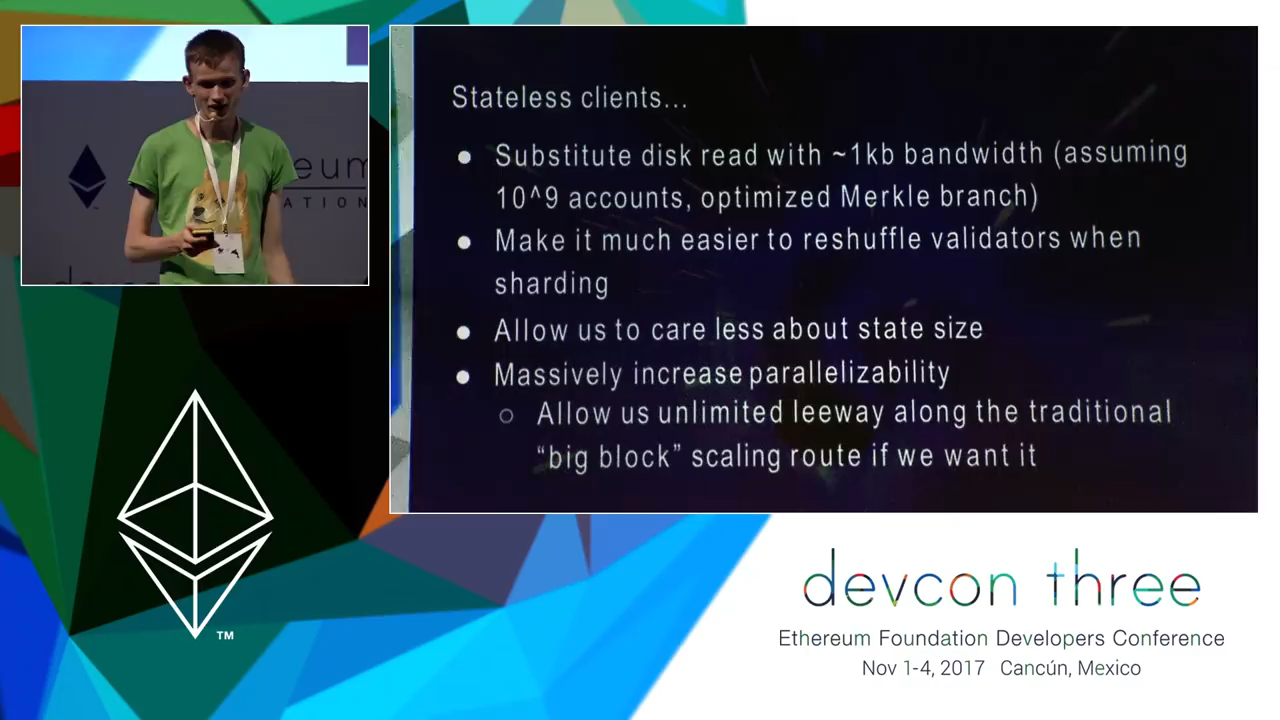 eum
ATION
Stateless clients...
● Substitute disk read with ~1kb bandwidth (assuming
10^9 accounts, optimized Merkle branch)
● Make it much easier to reshuffle validators when
sharding
● Allow us to care less about state size
● Massively increase parallelizability
○ Allow us unlimited leeway along the traditional
“big block” scaling route if we want it
TM
devcon three
Ethereum Foundation Developers Conference
Nov 1-4, 2017 Cancún, Mexico